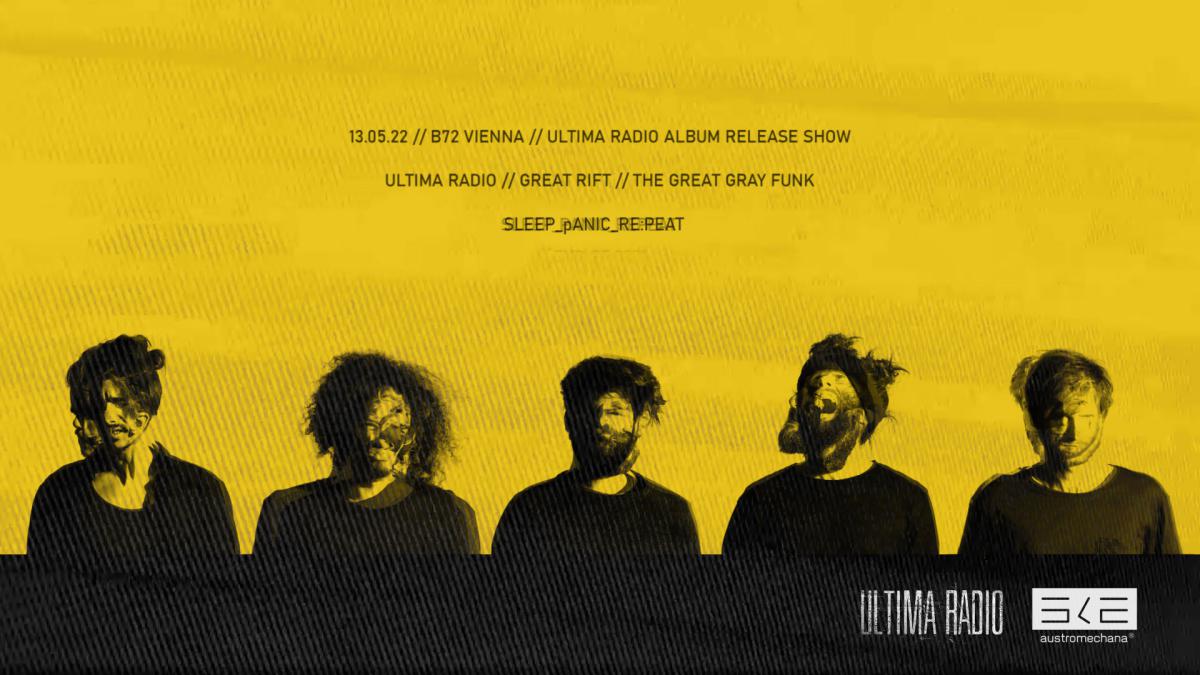 13.05.22 // B72 VIENNA // ULTIMA RADIO ALBUM RELEASE SHOW
ULTIMA RADIO // GREAT RIFT // THE GREAT GRAY FUNK
SLEEP_pANIC_RE:PEAT
ULTIMA RADIO
SKE
austromechana®